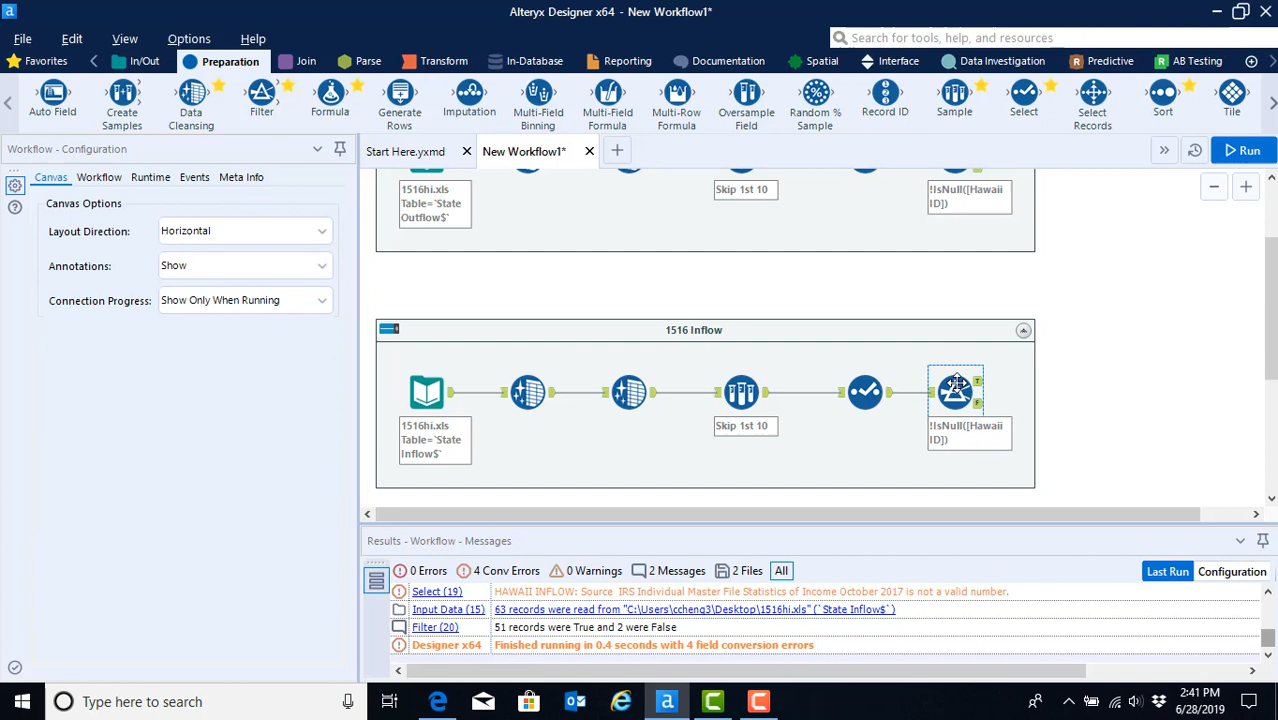 Alteryx Designer x64 - New Workflow1*
File Edit View Options Help
Search for tools, help, and resources
Favorites In/Out Preparation Join Parse Transform In-Database Reporting Documentation Spatial Interface Data Investigation Predictive AB Testing
Auto Field
Create Samples
Data Cleansing
Filter
Formula
Generate Rows
Imputation
Multi-Field Binning
Multi-Field Formula
Multi-Row Formula
Oversample Field
Random % Sample
Record ID
Sample
Select
Select Records
Sort
Tile
Workflow - Configuration
Start Here.yxmd
New Workflow1*
Run
Canvas Workflow Runtime Events Meta Info
Canvas Options
Layout Direction: Horizontal
Annotations: Show
Connection Progress: Show Only When Running
1516hi.xls
Table=`State
Outflow$`
Skip 1st 10
!IsNull([Hawaii
ID])
1516 Inflow
T
F
1516hi.xls
Table=`State
Inflow$`
Skip 1st 10
!IsNull([Hawaii
ID])
Results - Workflow - Messages
0 Errors 4 Conv Errors 0 Warnings 2 Messages 2 Files All Last Run Configuration
Select (19) HAWAII INFLOW: Source IRS Individual Master File Statistics of Income October 2017 is not a valid number.
Input Data (15) 63 records were read from "C:\Users\ccheng3\Desktop\1516hi.xls" (`State Inflow$`)
Filter (20) 51 records were True and 2 were False
Designer x64 Finished running in 0.4 seconds with 4 field conversion errors
Type here to search
2:41 PM
6/28/2019